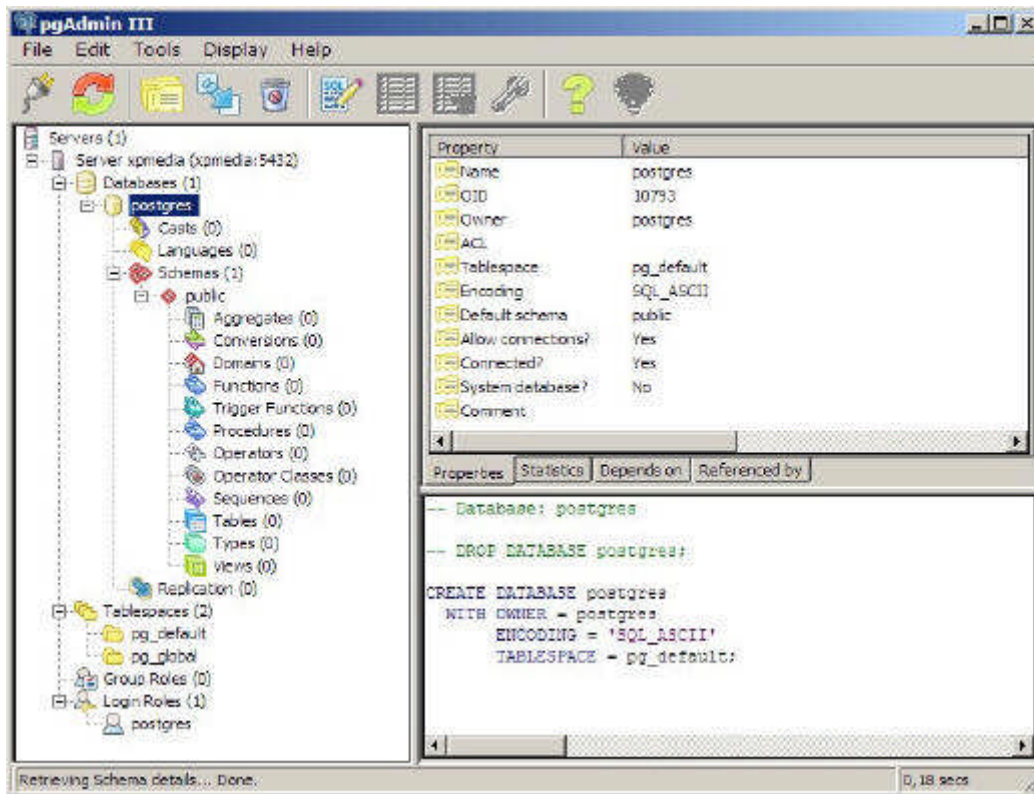 pgAdmin III
File Edit Tools Display Help
Servers (1)
Server xpmedia (xpmedia:5432)
Databases (1)
postgres
Casts (0)
Languages (0)
Schemas (1)
public
Aggregates (0)
Conversions (0)
Domains (0)
Functions (0)
Trigger Functions (0)
Procedures (0)
Operators (0)
Operator Classes (0)
Sequences (0)
Tables (0)
Types (0)
Views (0)
Replication (0)
Tablespaces (2)
pg_default
pg_global
Group Roles (0)
Login Roles (1)
postgres
Property Value
Name postgres
OID 10793
Owner postgres
ACL
Tablespace pg_default
Encoding SQL_ASCII
Default schema public
Allow connections? Yes
Connected? Yes
System database? No
Comment
Properties Statistics Depends on Referenced by
-- Database: postgres
-- DROP DATABASE postgres;
CREATE DATABASE postgres
WITH OWNER = postgres
ENCODING = 'SQL_ASCII'
TABLESPACE = pg_default;
Retrieving Schema details... Done. 0,18 secs